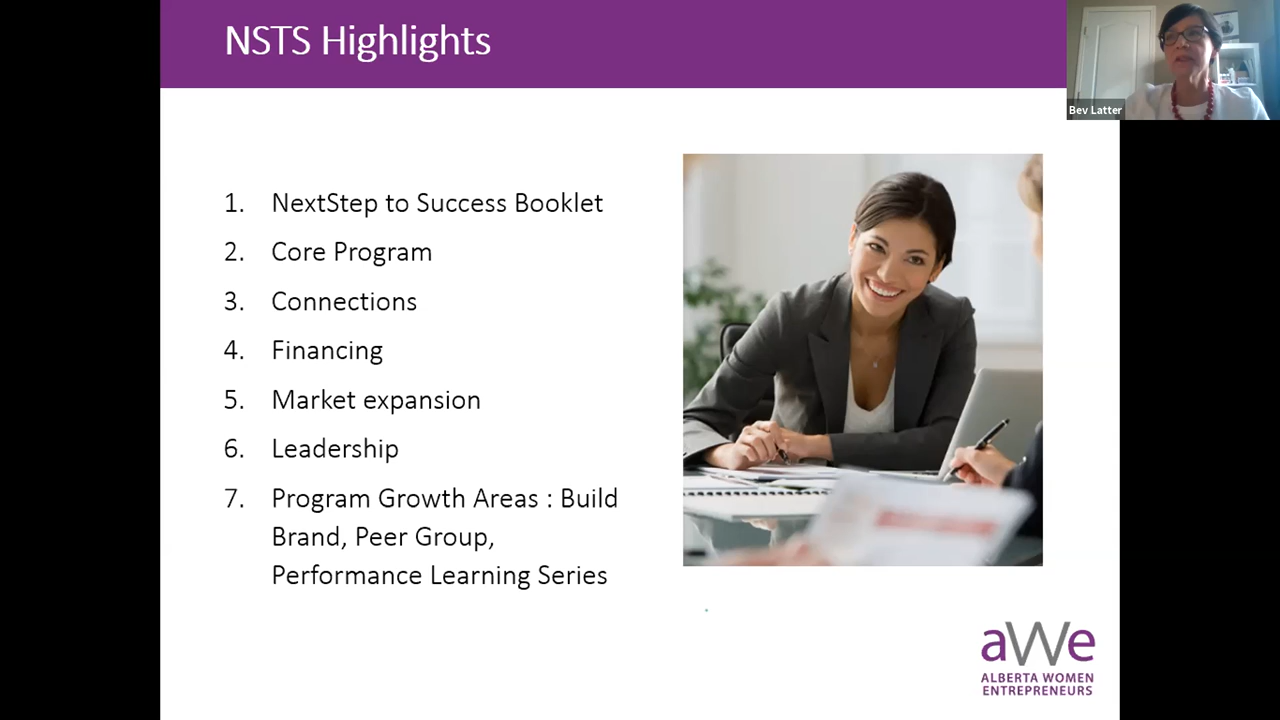 NSTS Highlights
Bev Latter
1. NextStep to Success Booklet
2. Core Program
3. Connections
4. Financing
5. Market expansion
6. Leadership
7. Program Growth Areas : Build
Brand, Peer Group,
Performance Learning Series
aWe
ALBERTA WOMEN
ENTREPRENEURS